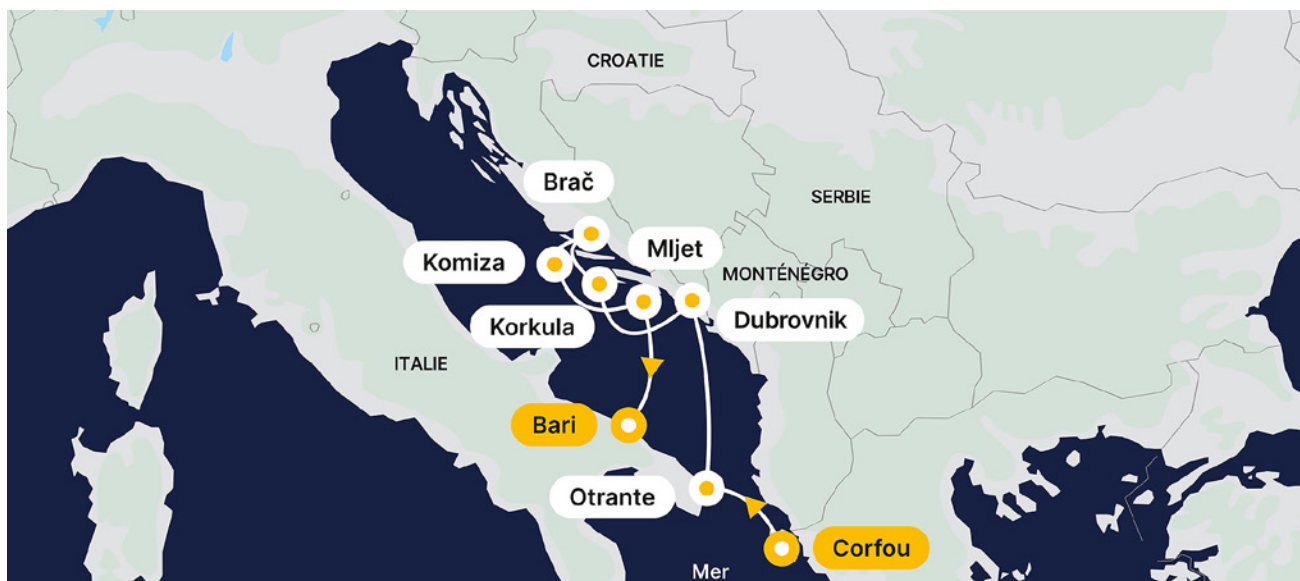 CROATIE
Brač
SERBIE
Mljet
Komiza
MONTÉNÉGRO
Korkula
Dubrovnik
ITALIE
Bari
Otrante
Corfou
Mer